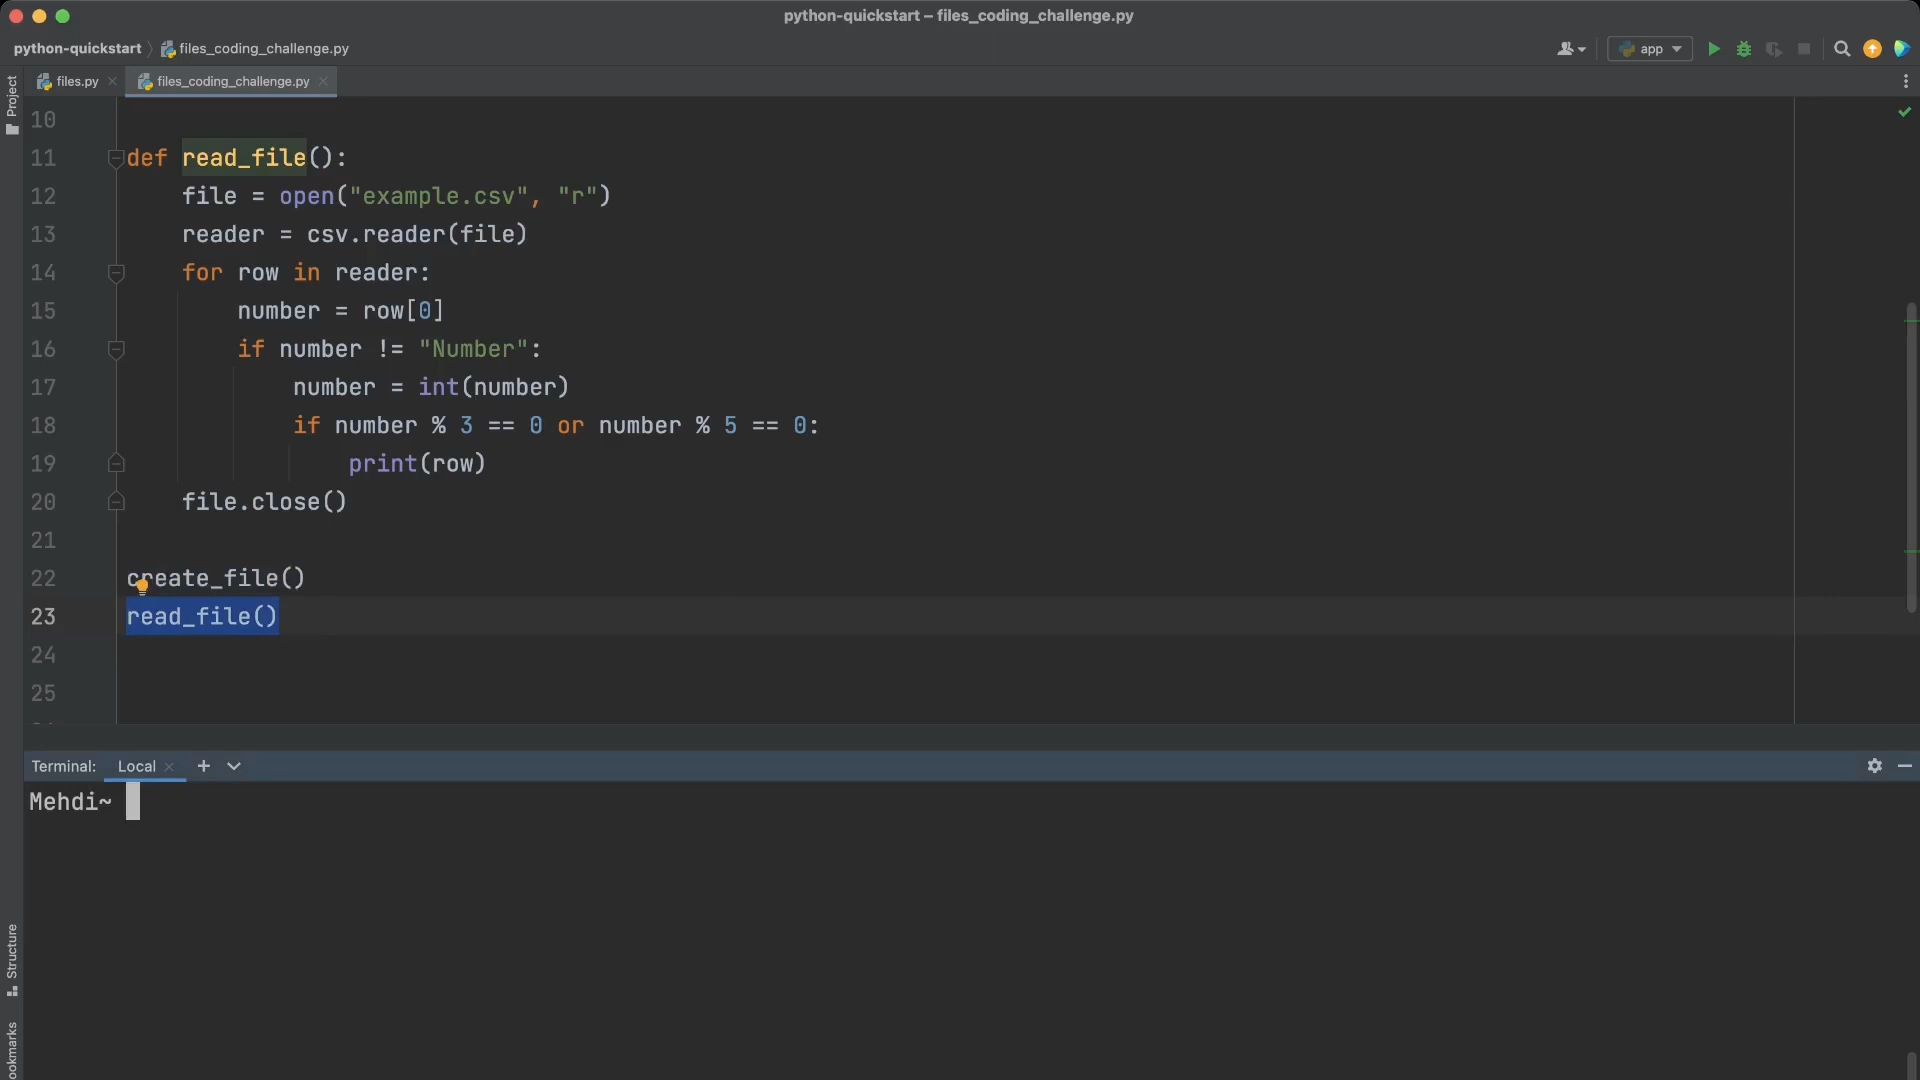 python-quickstart – files_coding_challenge.py
python-quickstart files_coding_challenge.py app
Project
files.py files_coding_challenge.py
10
11 def read_file():
12 file = open("example.csv", "r")
13 reader = csv.reader(file)
14 for row in reader:
15 number = row[0]
16 if number != "Number":
17 number = int(number)
18 if number % 3 == 0 or number % 5 == 0:
19 print(row)
20 file.close()
21
22 create_file()
23 read_file()
24
25
Terminal: Local
Mehdi~
Structure
ookmarks